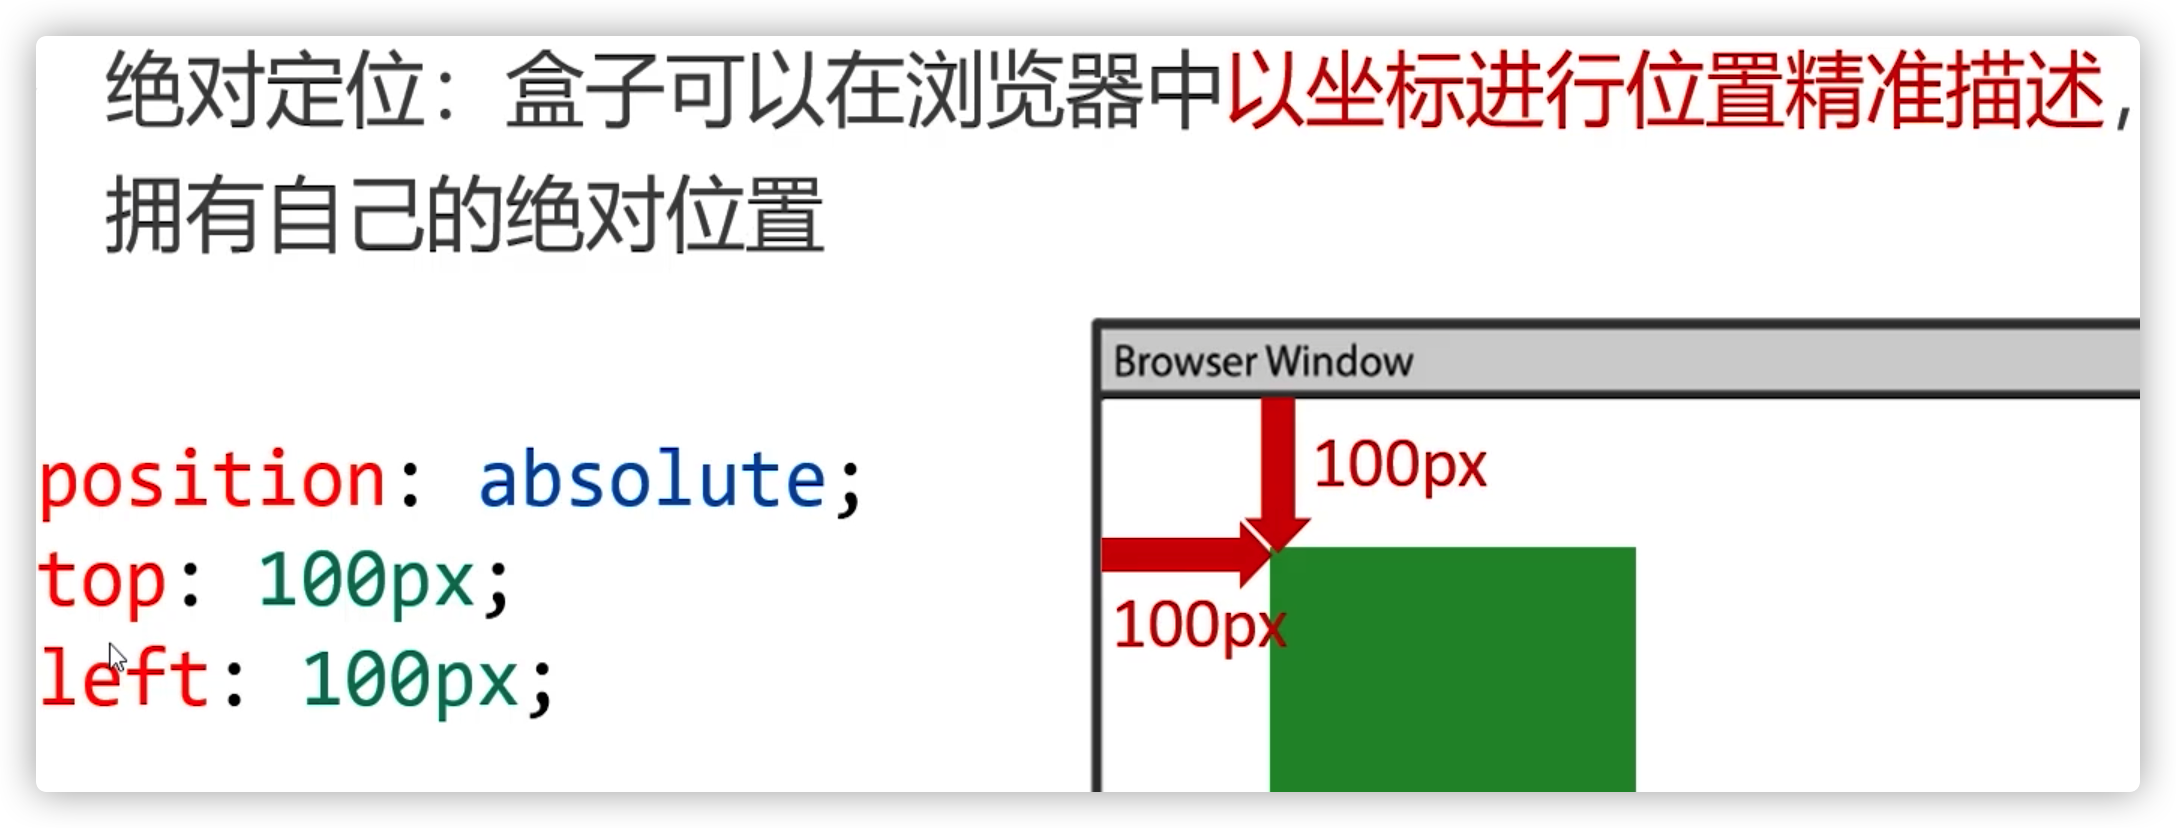 绝对定位：盒子可以在浏览器中以坐标进行位置精准描述，
拥有自己的绝对位置
Browser Window
position: absolute;
top: 100px;
left: 100px;
100px
100px